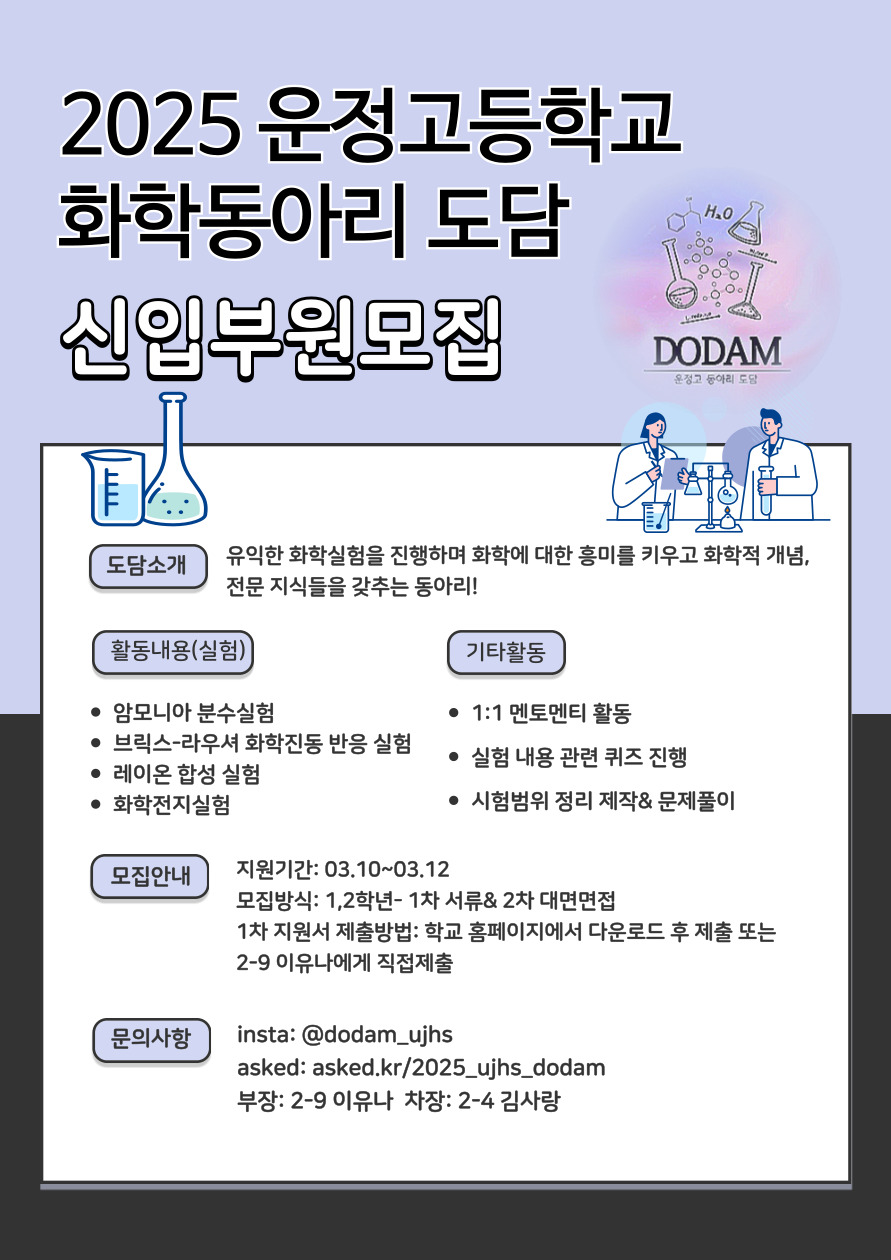 2025 운정고등학교
화학동아리 도담
신입부원모집
H₂O
DODAM
운정고 동아리 도담
도담소개
유익한 화학실험을 진행하며 화학에 대한 흥미를 키우고 화학적 개념,
전문 지식들을 갖추는 동아리!
활동내용(실험)
• 암모니아 분수실험
• 브릭스-라우셔 화학진동 반응 실험
• 레이온 합성 실험
• 화학전지실험
기타활동
• 1:1 멘토멘티 활동
• 실험 내용 관련 퀴즈 진행
• 시험범위 정리 제작& 문제풀이
모집안내
지원기간: 03.10~03.12
모집방식: 1,2학년- 1차 서류& 2차 대면면접
1차 지원서 제출방법: 학교 홈페이지에서 다운로드 후 제출 또는
2-9 이유나에게 직접제출
문의사항
insta: @dodam_ujhs
asked: asked.kr/2025_ujhs_dodam
부장: 2-9 이유나 차장: 2-4 김사랑